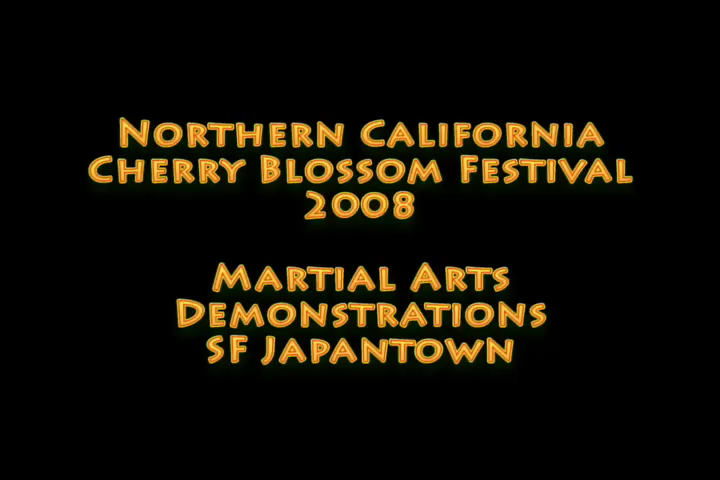 Northern California
Cherry Blossom Festival
2008
Martial Arts
Demonstrations
SF Japantown